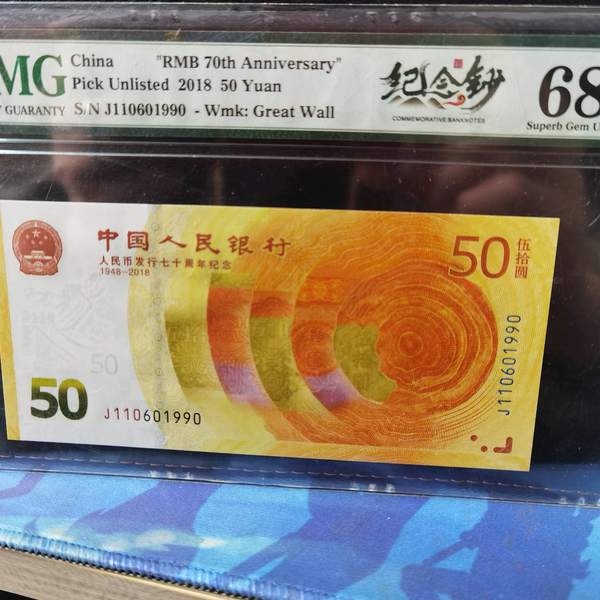 MG
China "RMB 70th Anniversary"
Pick Unlisted 2018 50 Yuan
GUARANTY S/N J110601990 - Wmk: Great Wall
纪念钞
COMMEMORATIVE BANKNOTES
68
Superb Gem U
中国人民银行
人民币发行七十周年纪念
1948-2018
50
伍拾圆
50
50
J110601990
J110601990